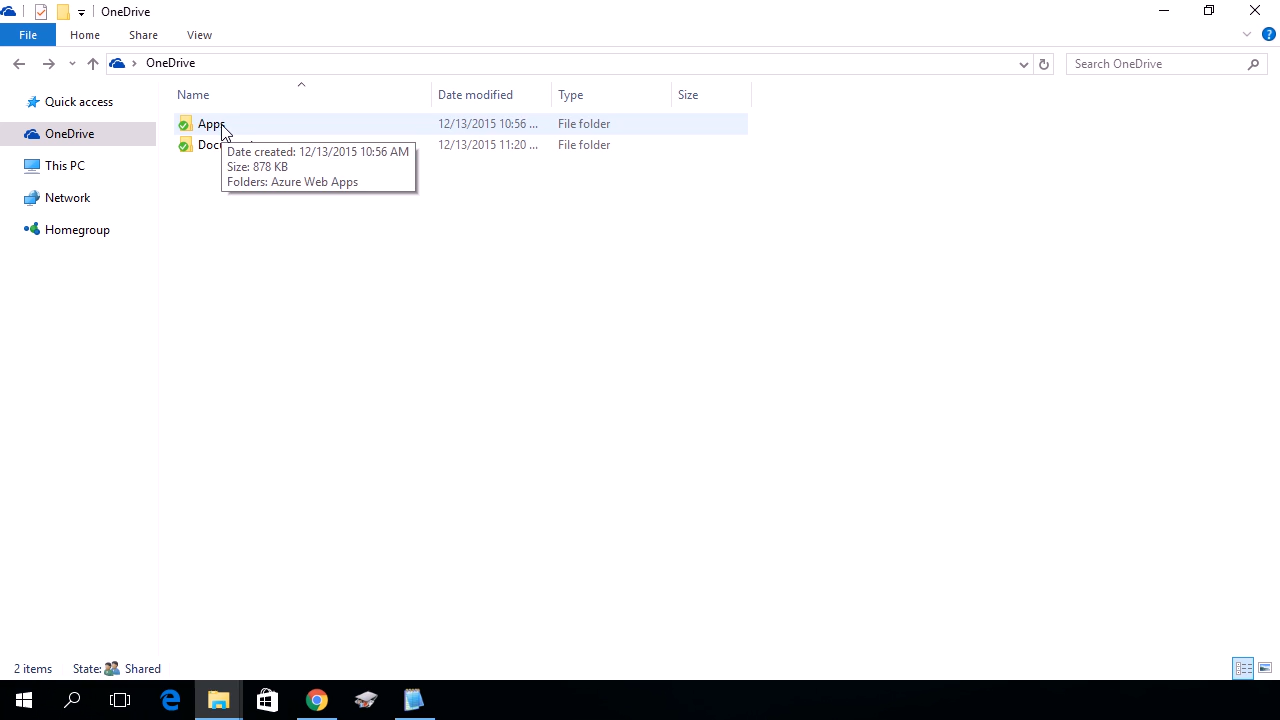 OneDrive
File Home Share View
OneDrive
Search OneDrive
Name Date modified Type Size
Quick access
OneDrive
This PC
Network
Homegroup
Apps 12/13/2015 10:56 ... File folder
12/13/2015 11:20 ... File folder
Date created: 12/13/2015 10:56 AM
Size: 878 KB
Folders: Azure Web Apps
2 items State: Shared